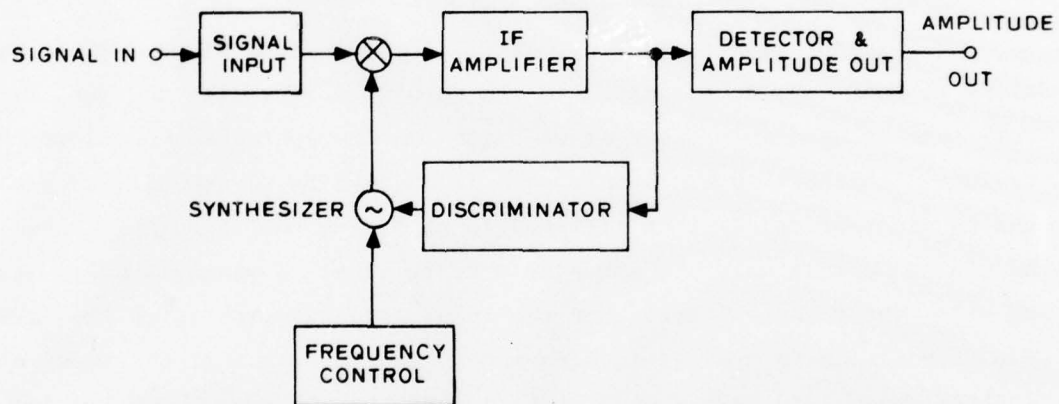 SIGNAL IN
SIGNAL
INPUT
IF
AMPLIFIER
DETECTOR &
AMPLITUDE OUT
AMPLITUDE
OUT
SYNTHESIZER
DISCRIMINATOR
FREQUENCY
CONTROL